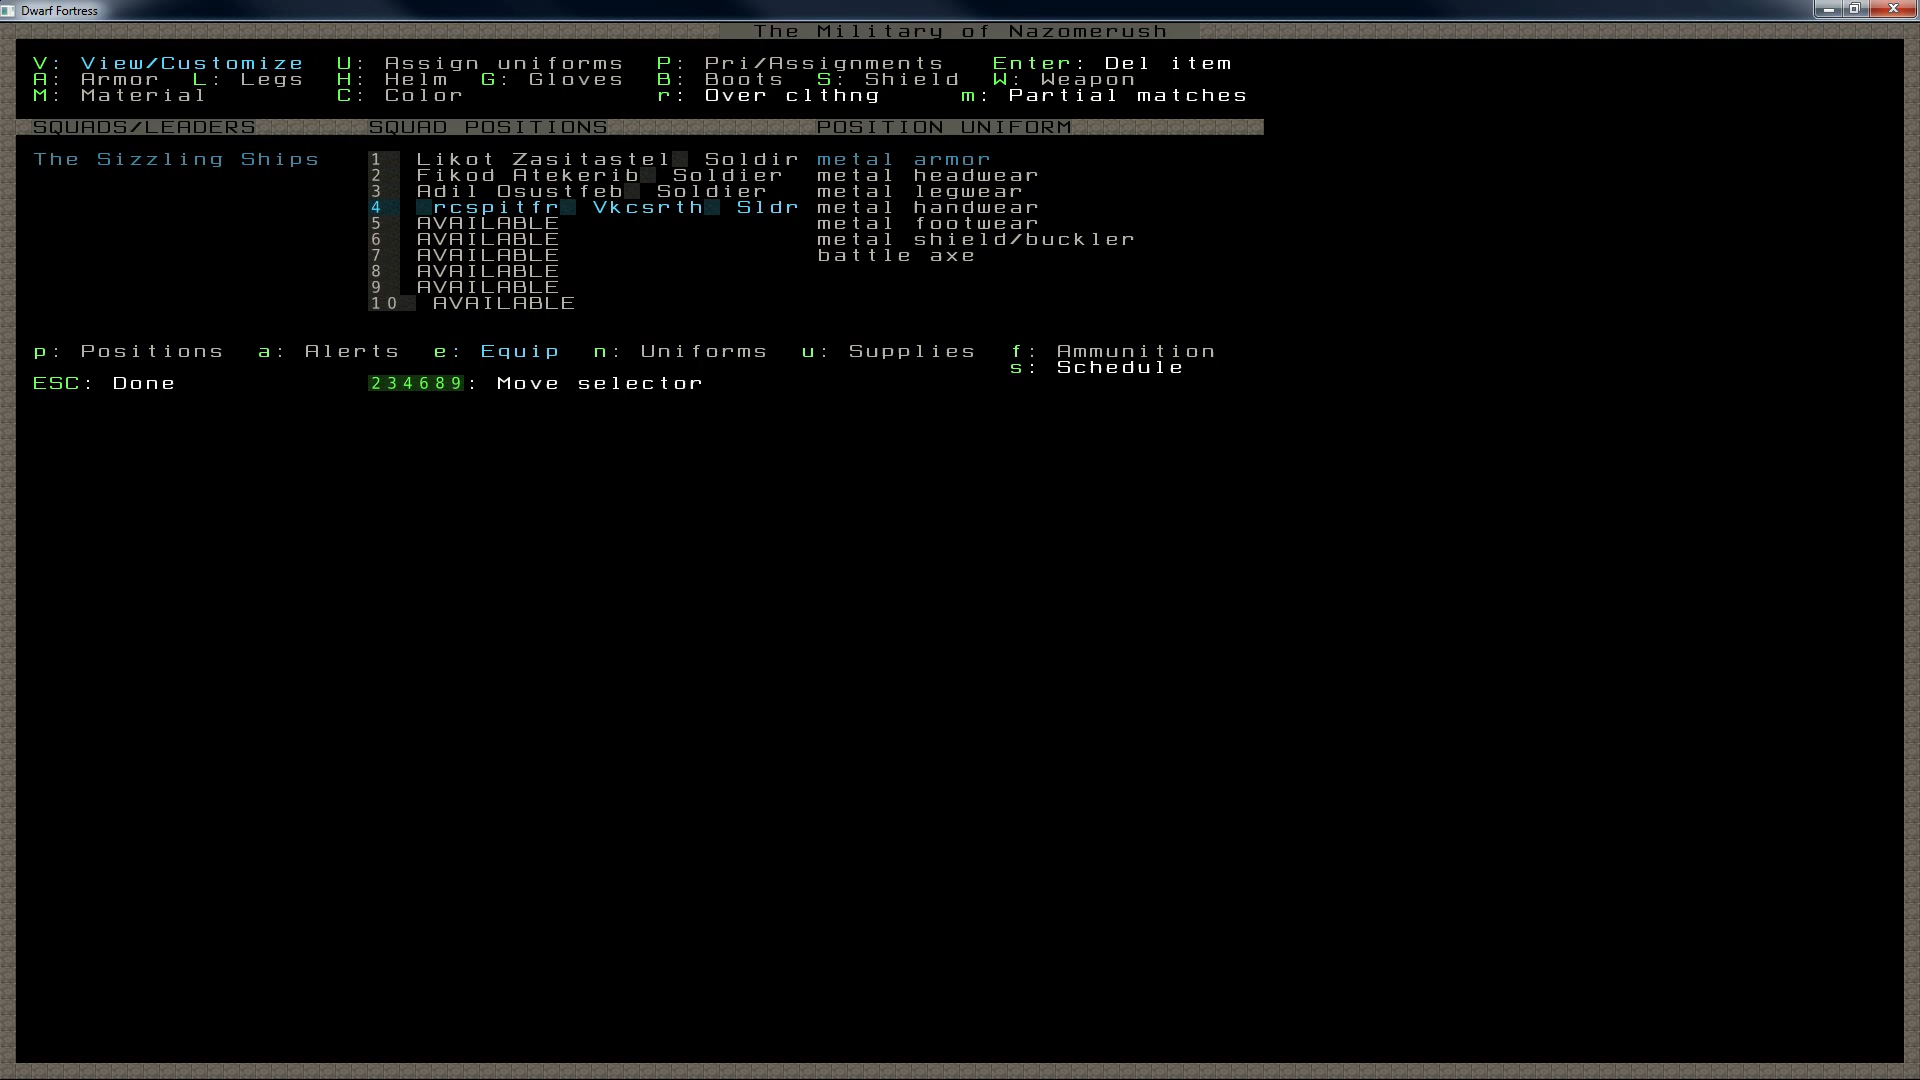 Dwarf Fortress
The Military of Nazomerush
V: View/Customize U: Assign uniforms P: Pri/Assignments Enter: Del item
A: Armor L: Legs H: Helm G: Gloves B: Boots S: Shield W: Weapon
M: Material C: Color r: Over clthng m: Partial matches
SQUADS/LEADERS SQUAD POSITIONS POSITION UNIFORM
The Sizzling Ships 1 Likot Zasitastel Soldir metal armor
2 Fikod Atekerib Soldier metal headwear
3 Adil Osustfeb Soldier metal legwear
4 rcspitfr Vkcsrth Sldr metal handwear
5 AVAILABLE metal footwear
6 AVAILABLE metal shield/buckler
7 AVAILABLE battle axe
8 AVAILABLE
9 AVAILABLE
10 AVAILABLE
p: Positions a: Alerts e: Equip n: Uniforms u: Supplies f: Ammunition
s: Schedule
ESC: Done 234689: Move selector